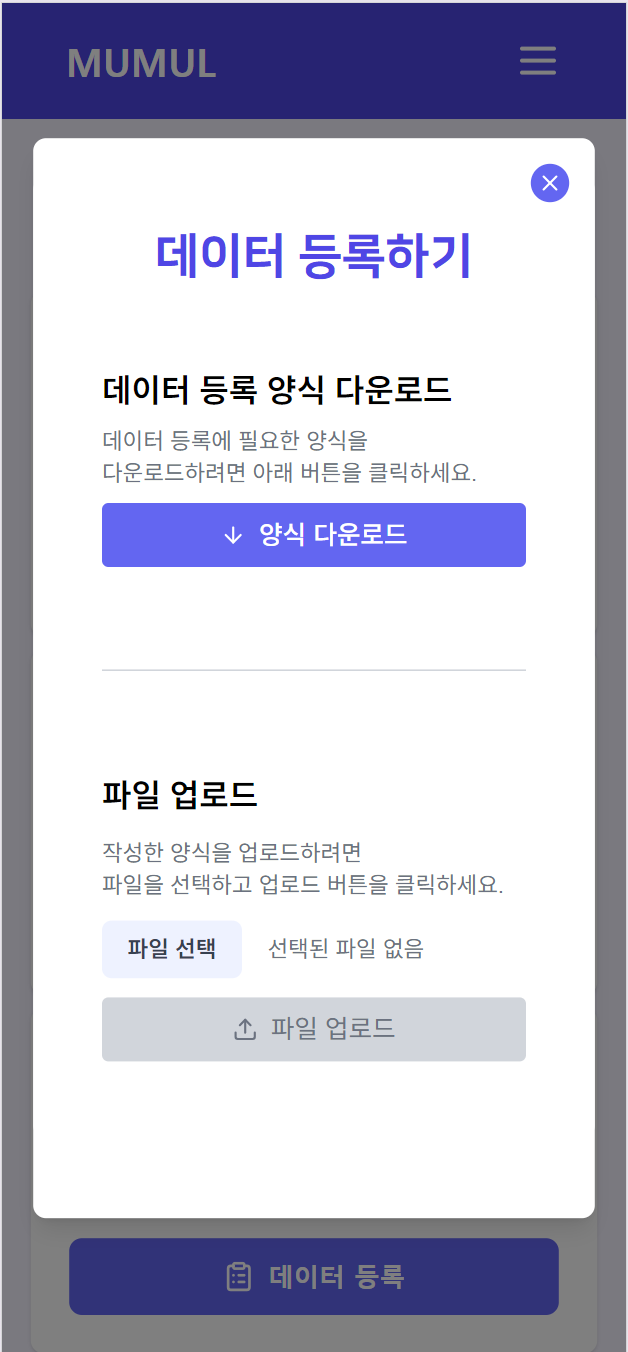 MUMUL
데이터 등록하기
데이터 등록 양식 다운로드
데이터 등록에 필요한 양식을
다운로드하려면 아래 버튼을 클릭하세요.
양식 다운로드
파일 업로드
작성한 양식을 업로드하려면
파일을 선택하고 업로드 버튼을 클릭하세요.
파일 선택 선택된 파일 없음
파일 업로드
데이터 등록